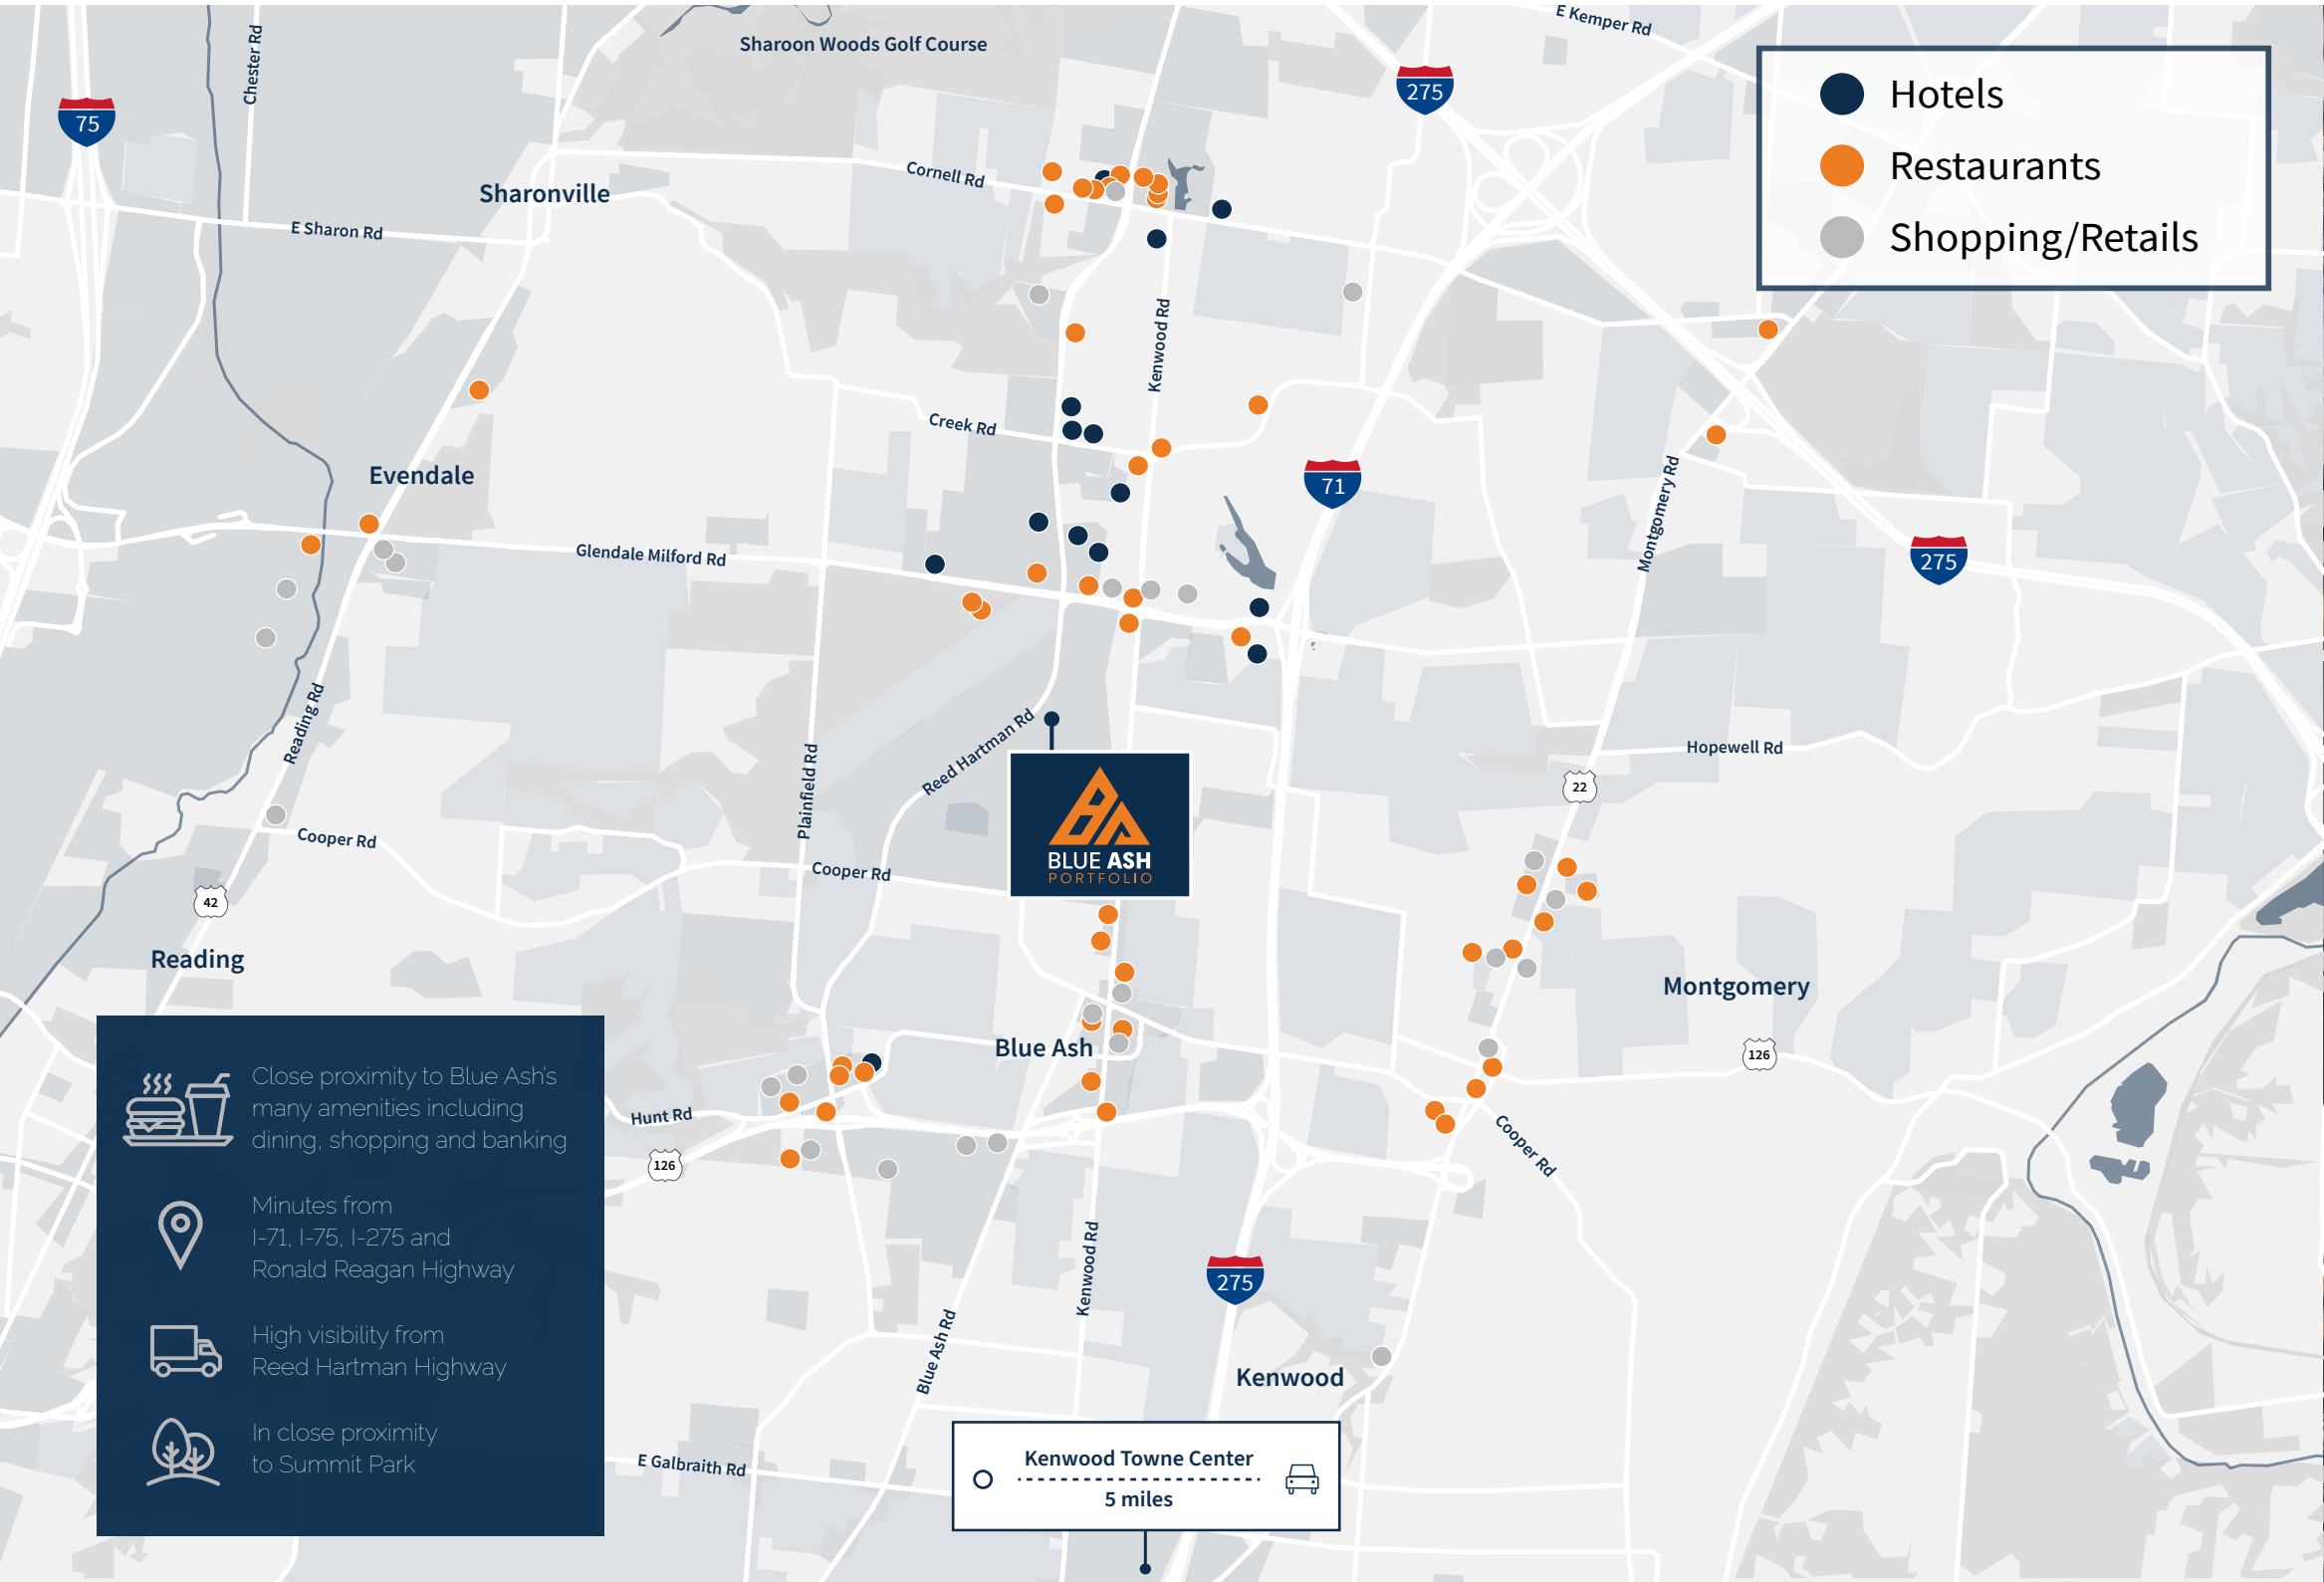 E Kemper Rd
Sharoon Woods Golf Course
Chester Rd
275
75
Hotels
Restaurants
Shopping/Retails
Cornell Rd
Sharonville
E Sharon Rd
Kenwood Rd
Creek Rd
Evendale
71
Montgomery Rd
Glendale Milford Rd
275
Reading Rd
Reed Hartman Rd
Plainfield Rd
Hopewell Rd
22
BLUE ASH
PORTFOLIO
Cooper Rd
Cooper Rd
42
Reading
Montgomery
Blue Ash
126
Hunt Rd
126
Cooper Rd
Close proximity to Blue Ash's
many amenities including
dining, shopping and banking
Minutes from
I-71, I-75, I-275 and
Ronald Reagan Highway
High visibility from
Reed Hartman Highway
In close proximity
to Summit Park
Kenwood Rd
275
Blue Ash Rd
Kenwood
E Galbraith Rd
Kenwood Towne Center
5 miles